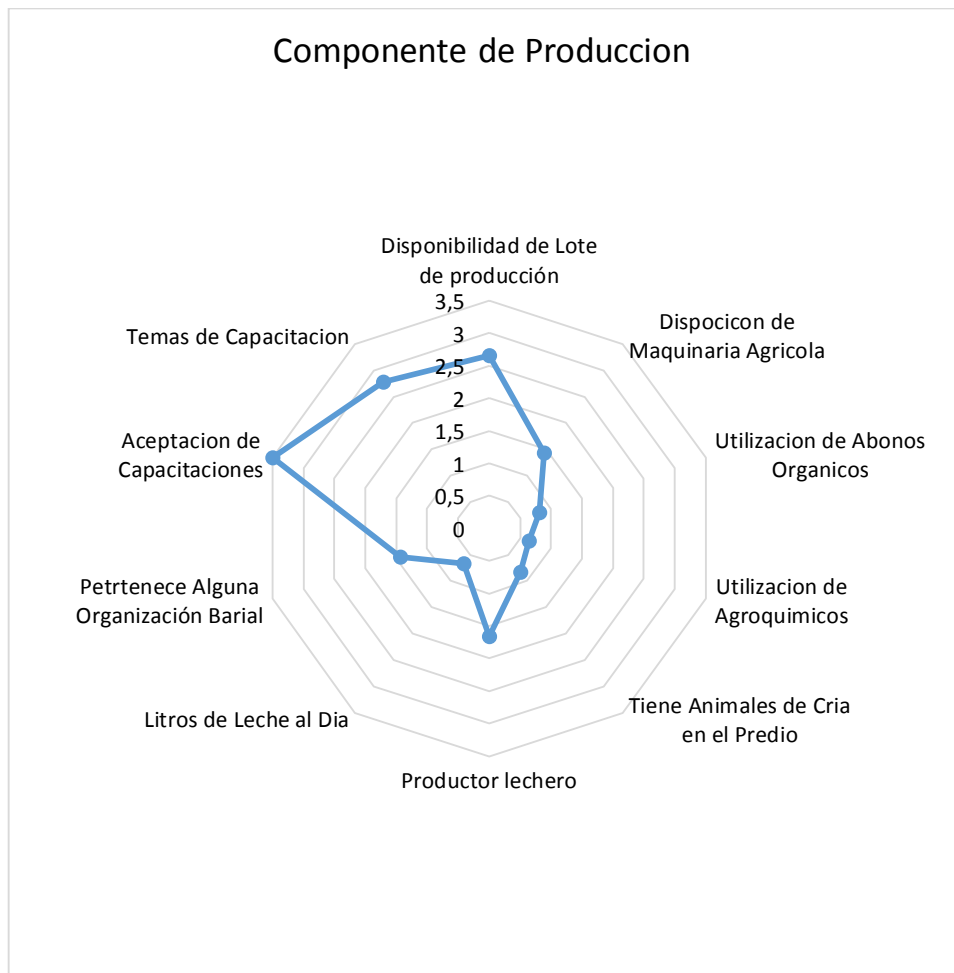 Componente de Produccion
Disponibilidad de Lote
de producción
Dispocicon de
Maquinaria Agricola
Utilizacion de Abonos
Organicos
Utilizacion de
Agroquimicos
Tiene Animales de Cria
en el Predio
Productor lechero
Litros de Leche al Dia
Petrtenece Alguna
Organización Barial
Aceptacion de
Capacitaciones
Temas de Capacitacion
3,5
3
2,5
2
1,5
1
0,5
0